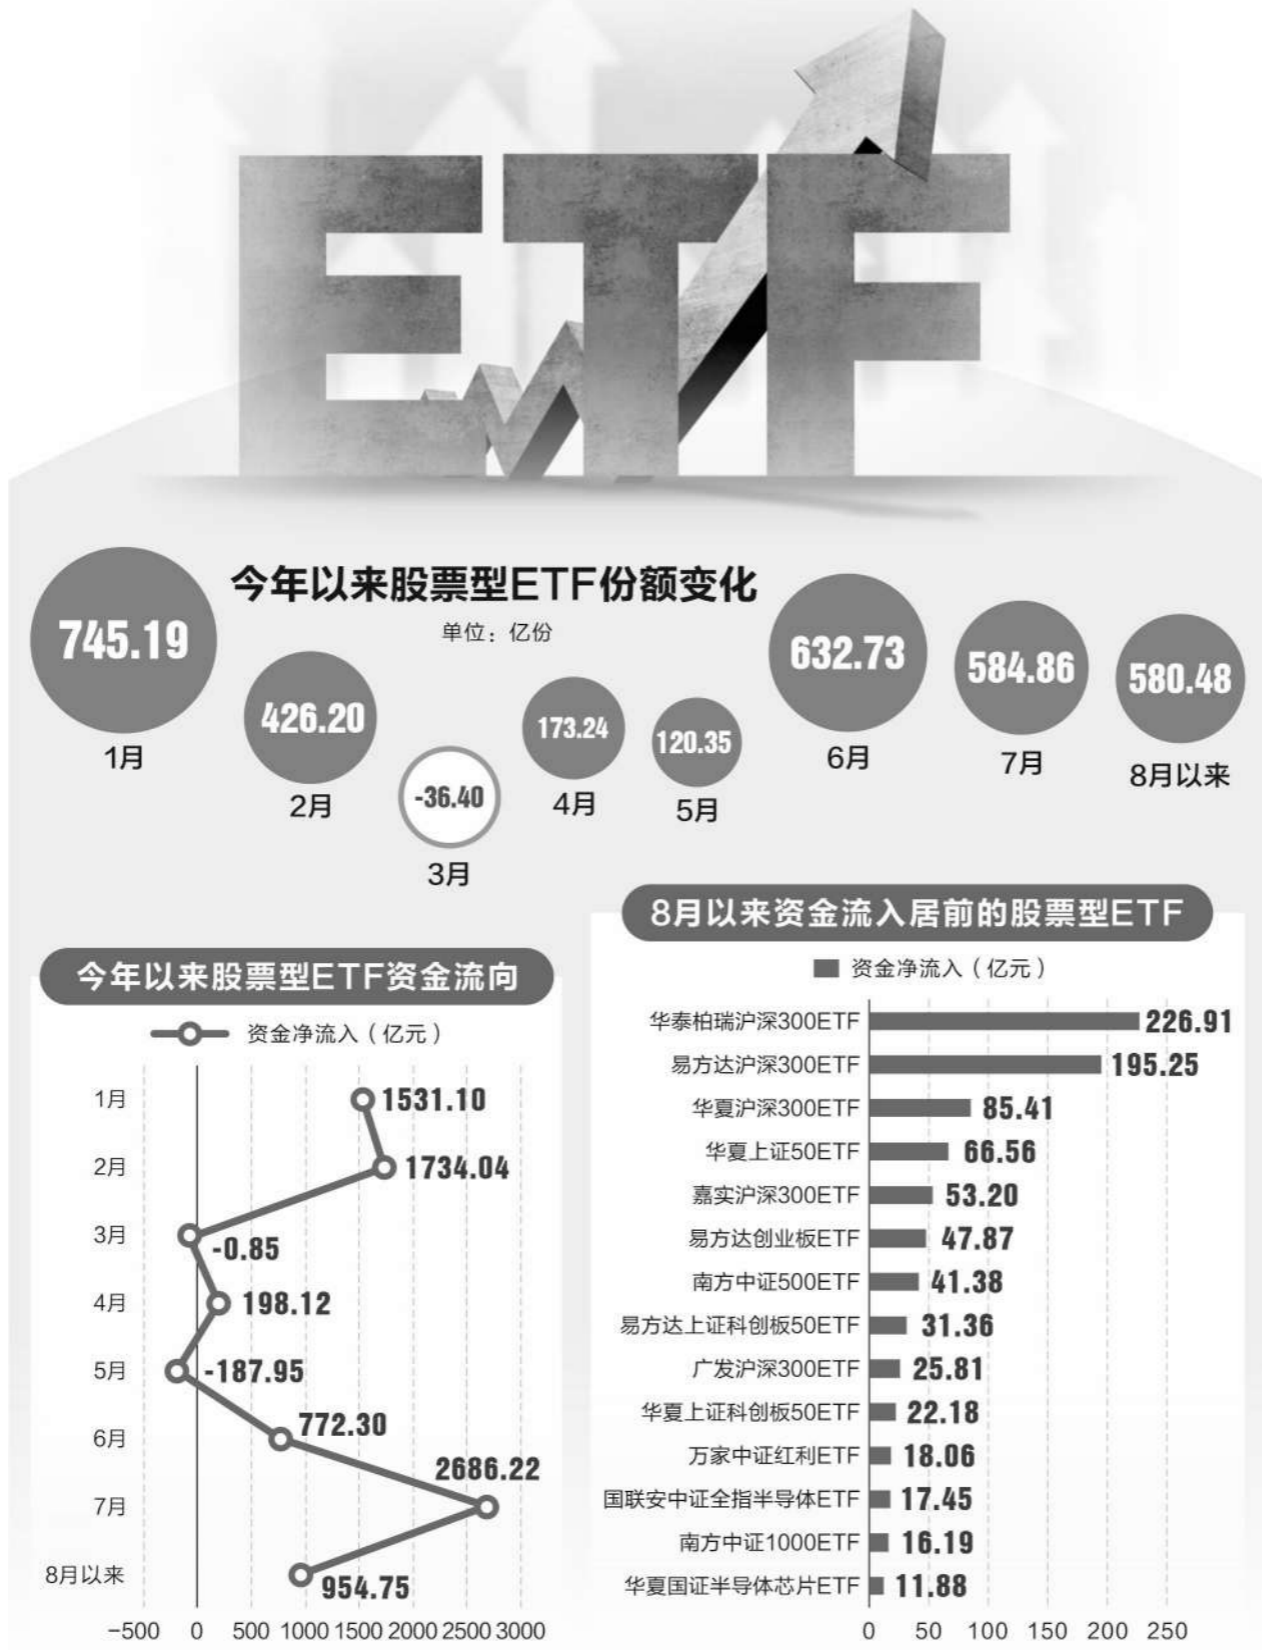 ETF
今年以来股票型ETF份额变化
单位：亿份
745.19
1月
426.20
2月
-36.40
3月
173.24
4月
120.35
5月
632.73
6月
584.86
7月
580.48
8月以来
今年以来股票型ETF资金流向
资金净流入（亿元）
1月 1531.10
2月 1734.04
3月 -0.85
4月 198.12
5月 -187.95
6月 772.30
7月 2686.22
8月以来 954.75
−500 0 500 1000 1500 2000 2500 3000
8月以来资金流入居前的股票型ETF
资金净流入（亿元）
华泰柏瑞沪深300ETF 226.91
易方达沪深300ETF 195.25
华夏沪深300ETF 85.41
华夏上证50ETF 66.56
嘉实沪深300ETF 53.20
易方达创业板ETF 47.87
南方中证500ETF 41.38
易方达上证科创板50ETF 31.36
广发沪深300ETF 25.81
华夏上证科创板50ETF 22.18
万家中证红利ETF 18.06
国联安中证全指半导体ETF 17.45
南方中证1000ETF 16.19
华夏国证半导体芯片ETF 11.88
0 50 100 150 200 250